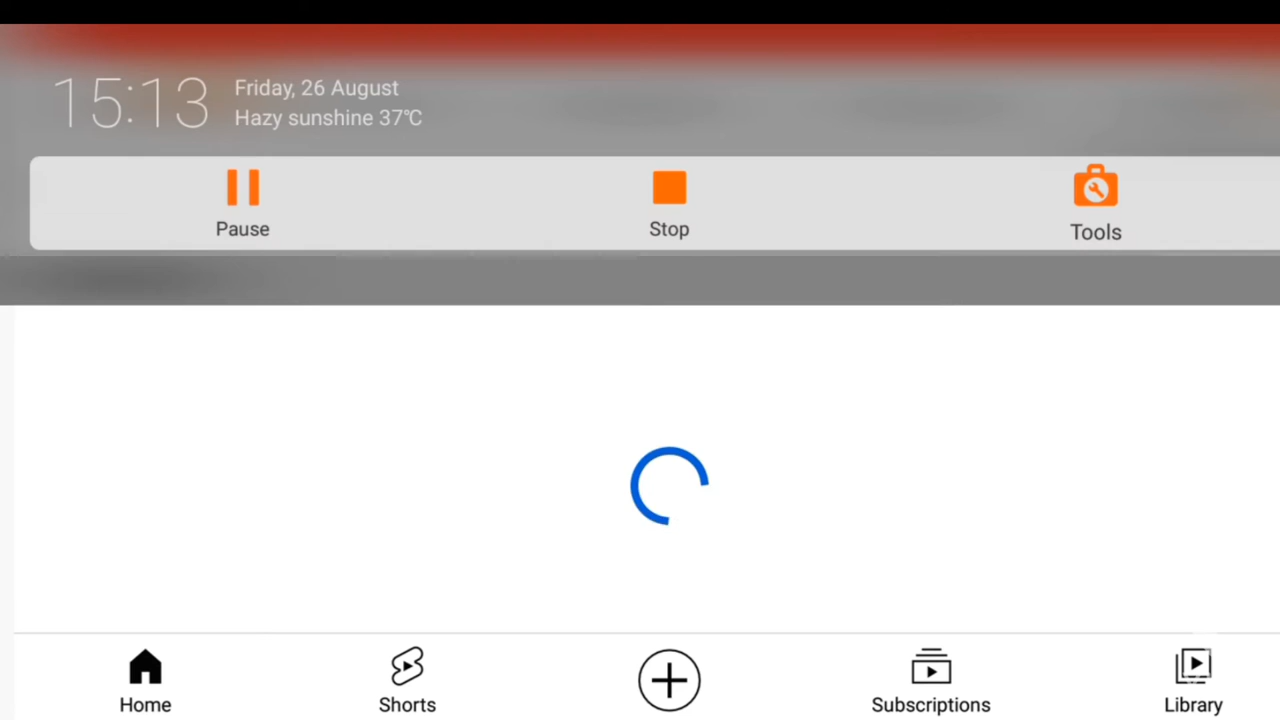 15:13
Friday, 26 August
Hazy sunshine 37℃
Pause
Stop
Tools
Home
Shorts
Subscriptions
Library